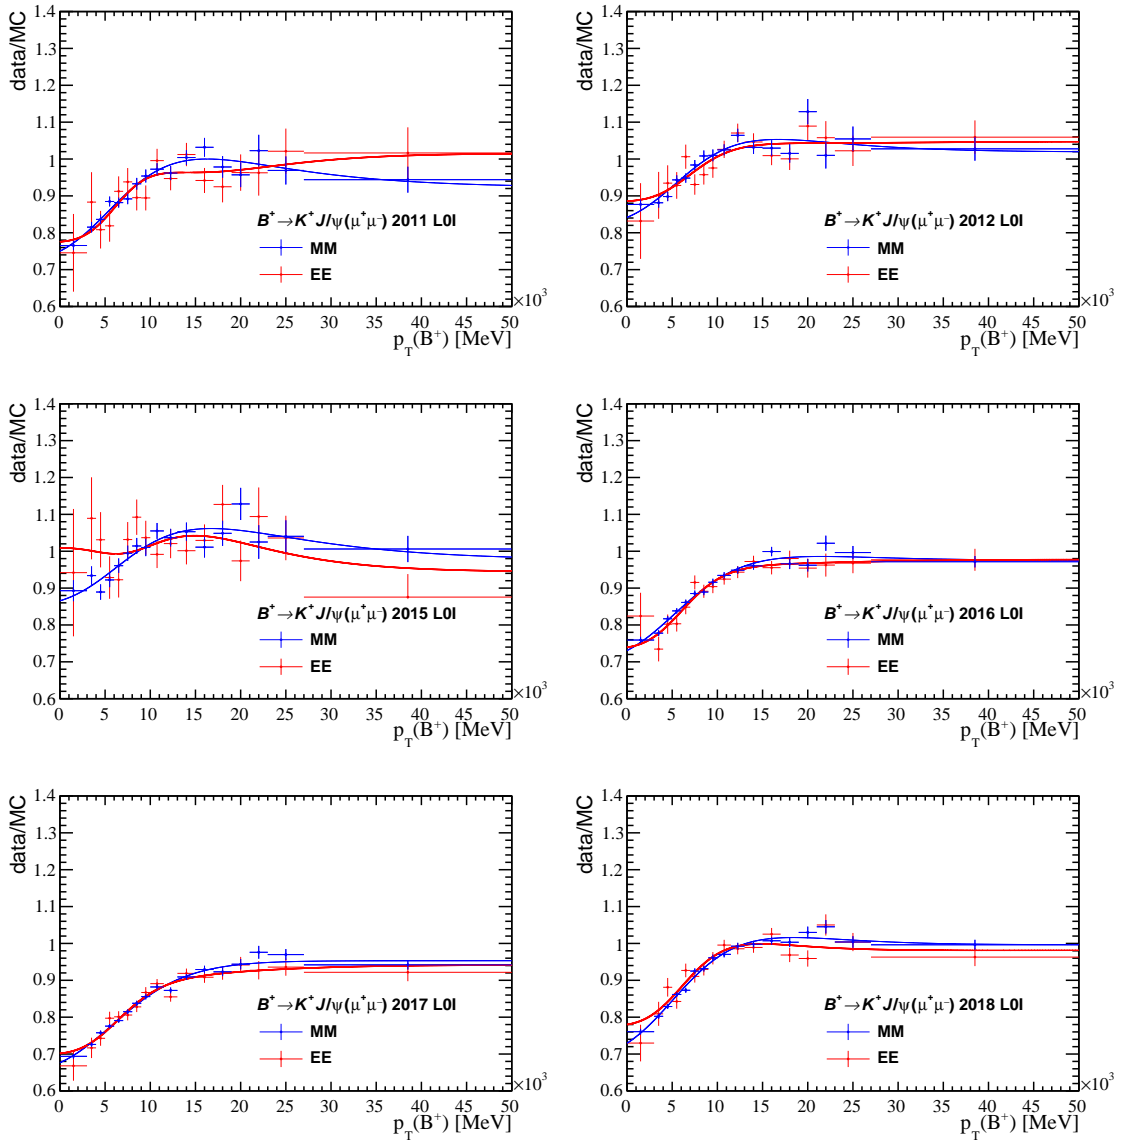 data/MC
1.4
1.3
1.2
1.1
1
0.9
0.8
0.7
0.6
B⁺→K⁺J/ψ(μ⁺μ⁻) 2011 L0I
MM
EE
0 5 10 15 20 25 30 35 40 45 50
×10³
p_T(B⁺) [MeV]
data/MC
1.4
1.3
1.2
1.1
1
0.9
0.8
0.7
0.6
B⁺→K⁺J/ψ(μ⁺μ⁻) 2012 L0I
MM
EE
0 5 10 15 20 25 30 35 40 45 50
×10³
p_T(B⁺) [MeV]
data/MC
1.4
1.3
1.2
1.1
1
0.9
0.8
0.7
0.6
B⁺→K⁺J/ψ(μ⁺μ⁻) 2015 L0I
MM
EE
0 5 10 15 20 25 30 35 40 45 50
×10³
p_T(B⁺) [MeV]
data/MC
1.4
1.3
1.2
1.1
1
0.9
0.8
0.7
0.6
B⁺→K⁺J/ψ(μ⁺μ⁻) 2016 L0I
MM
EE
0 5 10 15 20 25 30 35 40 45 50
×10³
p_T(B⁺) [MeV]
data/MC
1.4
1.3
1.2
1.1
1
0.9
0.8
0.7
0.6
B⁺→K⁺J/ψ(μ⁺μ⁻) 2017 L0I
MM
EE
0 5 10 15 20 25 30 35 40 45 50
×10³
p_T(B⁺) [MeV]
data/MC
1.4
1.3
1.2
1.1
1
0.9
0.8
0.7
0.6
B⁺→K⁺J/ψ(μ⁺μ⁻) 2018 L0I
MM
EE
0 5 10 15 20 25 30 35 40 45 50
×10³
p_T(B⁺) [MeV]